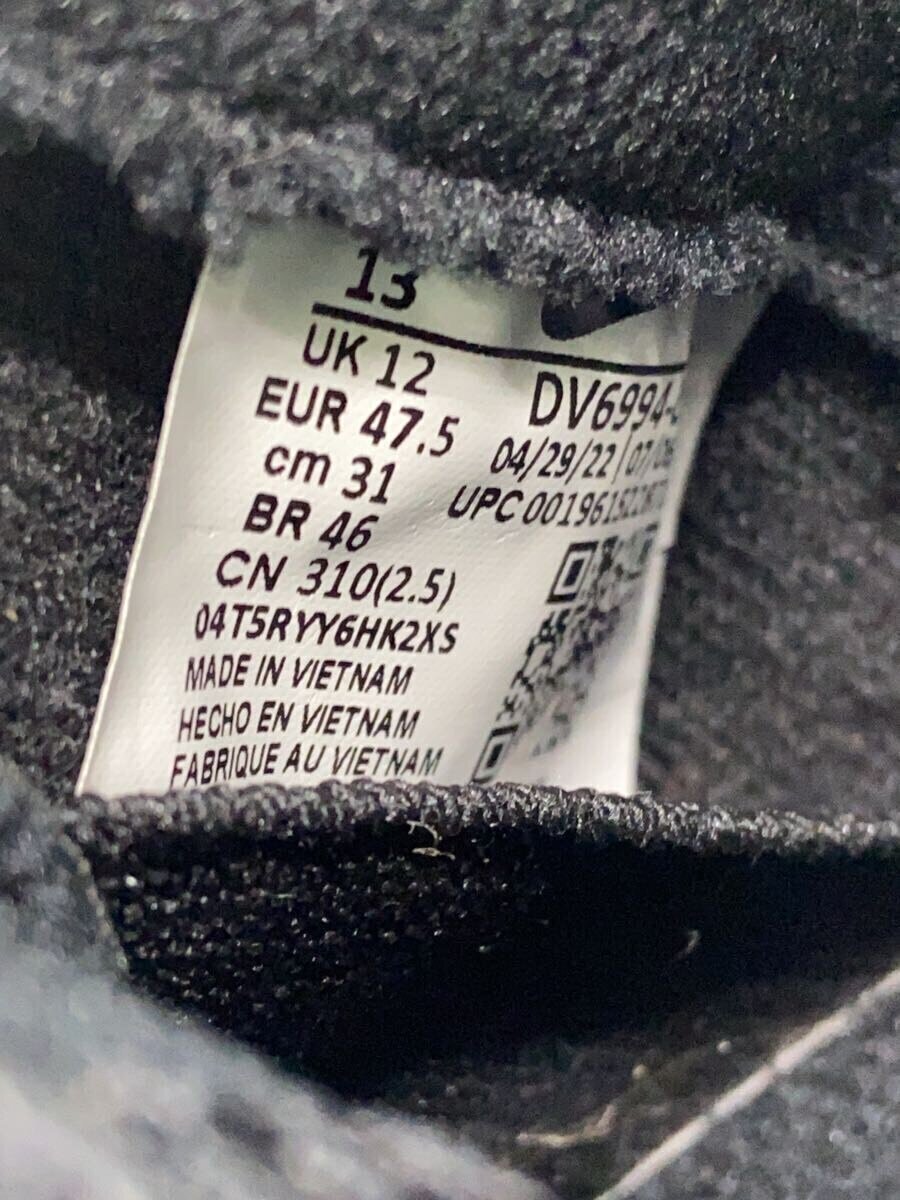 13
UK 12
EUR 47.5
cm 31
BR 46
CN 310(2.5)
04T5RYY6HK2XS
MADE IN VIETNAM
HECHO EN VIETNAM
FABRIQUE AU VIETNAM
DV6994-
04/29/22 | 07/
UPC